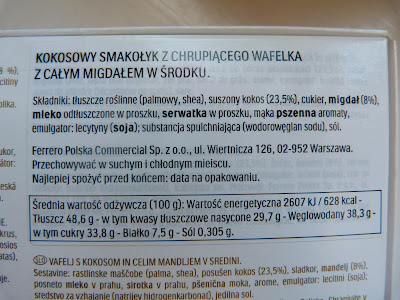 KOKOSOWY SMAKOŁYK Z CHRUPIĄCEGO WAFELKA
Z CAŁYM MIGDAŁEM W ŚRODKU.
Składniki: tłuszcze roślinne (palmowy, shea), suszony kokos (23,5%), cukier, migdał (8%),
mleko odtłuszczone w proszku, serwatka w proszku, mąka pszenna aromaty,
emulgator: lecytyny (soja); substancja spulchniająca (wodorowęglan sodu), sól.
Ferrero Polska Commercial Sp. z o.o., ul. Wiertnicza 126, 02-952 Warszawa.
Przechowywać w suchym i chłodnym miejscu.
Najlepiej spożyć przed końcem: data na opakowaniu.
Średnia wartość odżywcza (100 g): Wartość energetyczna 2607 kJ / 628 kcal -
Tłuszcz 48,6 g - w tym kwasy tłuszczowe nasycone 29,7 g - Węglowodany 38,3 g -
w tym cukry 33,8 g - Białko 7,5 g - Sól 0,305 g.
SLO VAFELJ S KOKOSOM IN CELIM MANDLJEM V SREDINI.
Sestavine: rastlinske maščobe (palma, shea), posušen kokos (23,5%), sladkor, mandelj (8%),
posneto mleko v prahu, sirotka v prahu, pšenična moka, arome, emulgator: lecitini (soja);
sredstvo za vzhajanje (natrijev hidrogenkarbonat), jedilna sol.